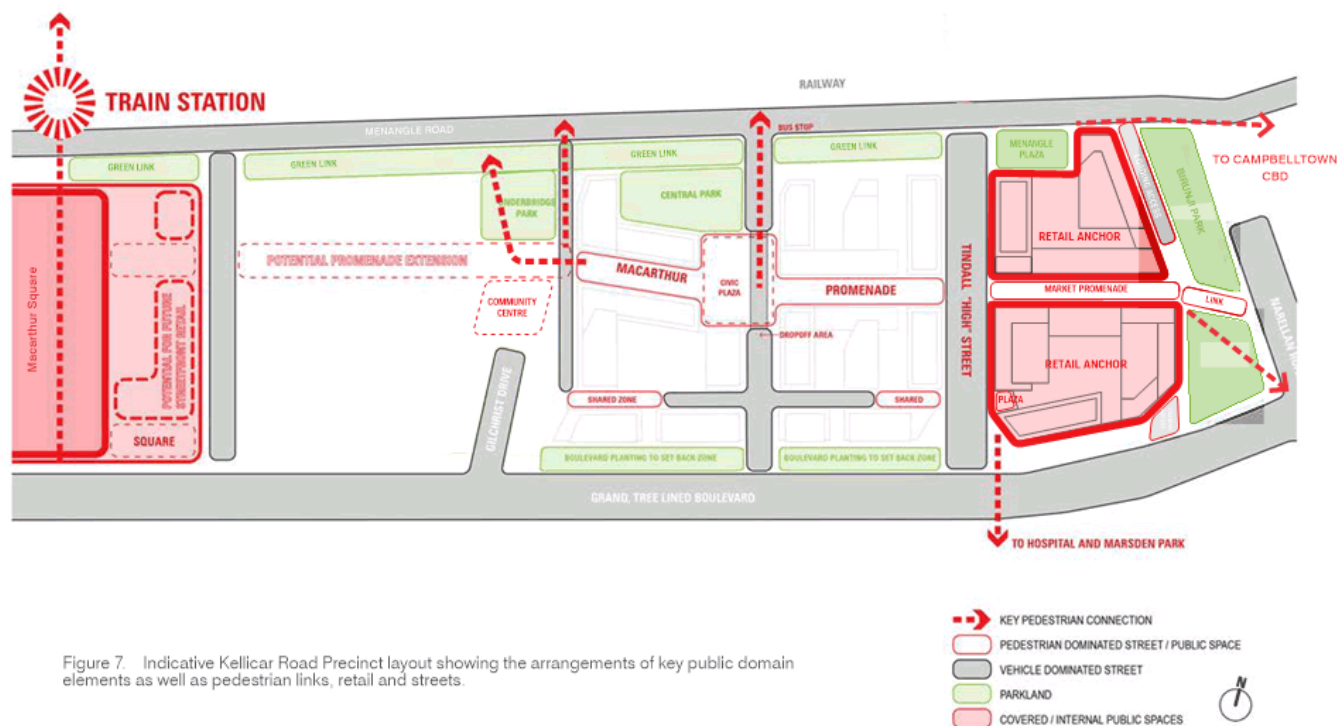 RAILWAY
TRAIN STATION
MENANGLE ROAD
BUS STOP
GREEN LINK
GREEN LINK
GREEN LINK
GREEN LINK
MENANGLE
PLAZA
TO CAMPBELLTOWN
CBD
BIRUNJI PARK
PARK
CENTRAL PARK
RETAIL ANCHOR
POTENTIAL PROMENADE EXTENSION
MACARTHUR
CIVIC
PLAZA
PROMENADE
MARKET PROMENADE
LINK
COMMUNITY
CENTRE
Macarthur Square
POTENTIAL FOR FUTURE
STREETFRONT RETAIL
TINDALL "HIGH" STREET
NARELLAN
DROPOFF AREA
RETAIL ANCHOR
GILCHRIST DRIVE
SHARED ZONE
SHARED
PLAZA
SQUARE
BOULEVARD PLANTING TO SET BACK ZONE
BOULEVARD PLANTING TO SET BACK ZONE
GRAND, TREE LINED BOULEVARD
TO HOSPITAL AND MARSDEN PARK
KEY PEDESTRIAN CONNECTION
PEDESTRIAN DOMINATED STREET / PUBLIC SPACE
VEHICLE DOMINATED STREET
PARKLAND
COVERED / INTERNAL PUBLIC SPACES
N
Figure 7. Indicative Kellicar Road Precinct layout showing the arrangements of key public domain
elements as well as pedestrian links, retail and streets.